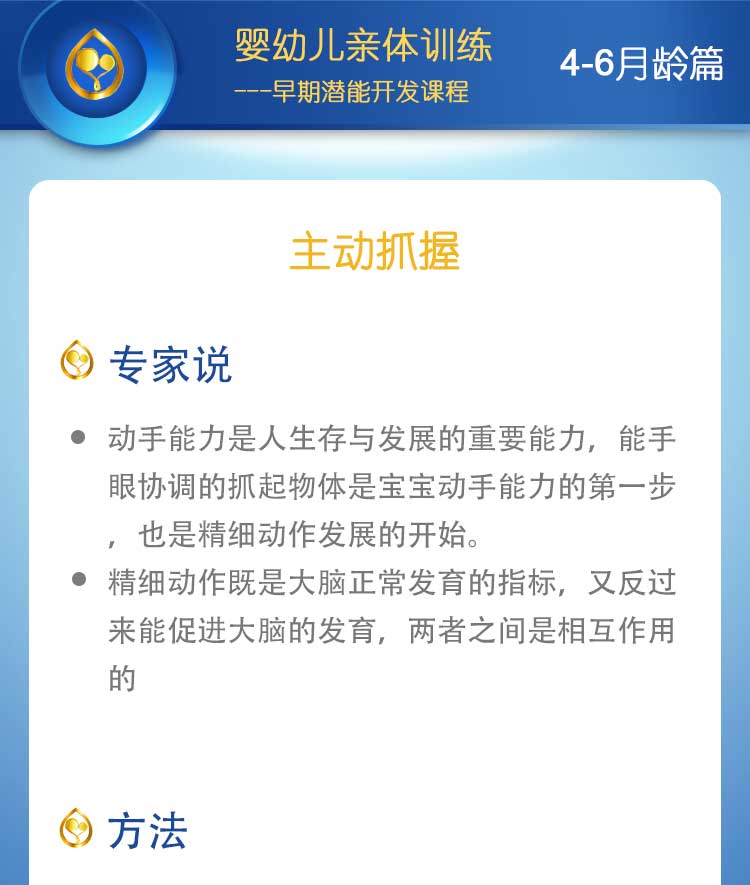 婴幼儿亲体训练
---早期潜能开发课程
4-6月龄篇
主动抓握
专家说
动手能力是人生存与发展的重要能力，能手
眼协调的抓起物体是宝宝动手能力的第一步
，也是精细动作发展的开始。
精细动作既是大脑正常发育的指标，又反过
来能促进大脑的发育，两者之间是相互作用
的
方法